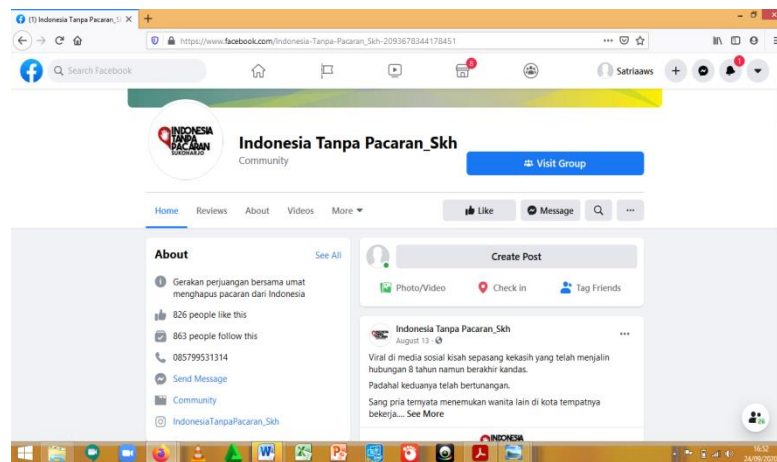 (1) Indonesia Tanpa Pacaran_S
https://www.facebook.com/Indonesia-Tanpa-Pacaran_Skh-2093678344178451
Search Facebook
8
Satriaaws
1
INDONESIA
TANPA
PACARAN
SUKOHARJO
Indonesia Tanpa Pacaran_Skh
Community
Visit Group
Home Reviews About Videos More
Like Message
About See All
Gerakan perjuangan bersama umat
menghapus pacaran dari Indonesia
826 people like this
863 people follow this
085799531314
Send Message
Community
IndonesiaTanpaPacaran_Skh
Create Post
Photo/Video Check in Tag Friends
Indonesia Tanpa Pacaran_Skh
August 13 ·
Viral di media sosial kisah sepasang kekasih yang telah menjalin
hubungan 8 tahun namun berakhir kandas.
Padahal keduanya telah bertunangan.
Sang pria ternyata menemukan wanita lain di kota tempatnya
bekerja.... See More
INDONESIA
16:52
24/09/2020